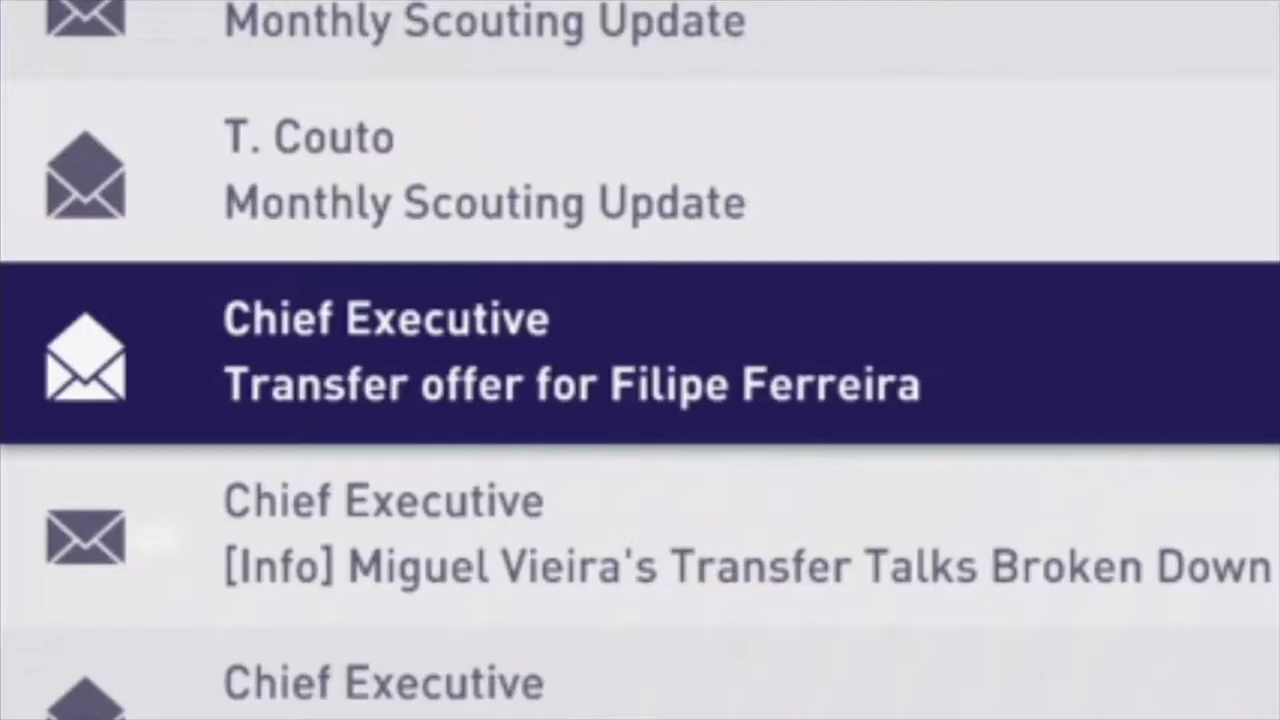 Monthly Scouting Update
T. Couto
Monthly Scouting Update
Chief Executive
Transfer offer for Filipe Ferreira
Chief Executive
[Info] Miguel Vieira's Transfer Talks Broken Down
Chief Executive